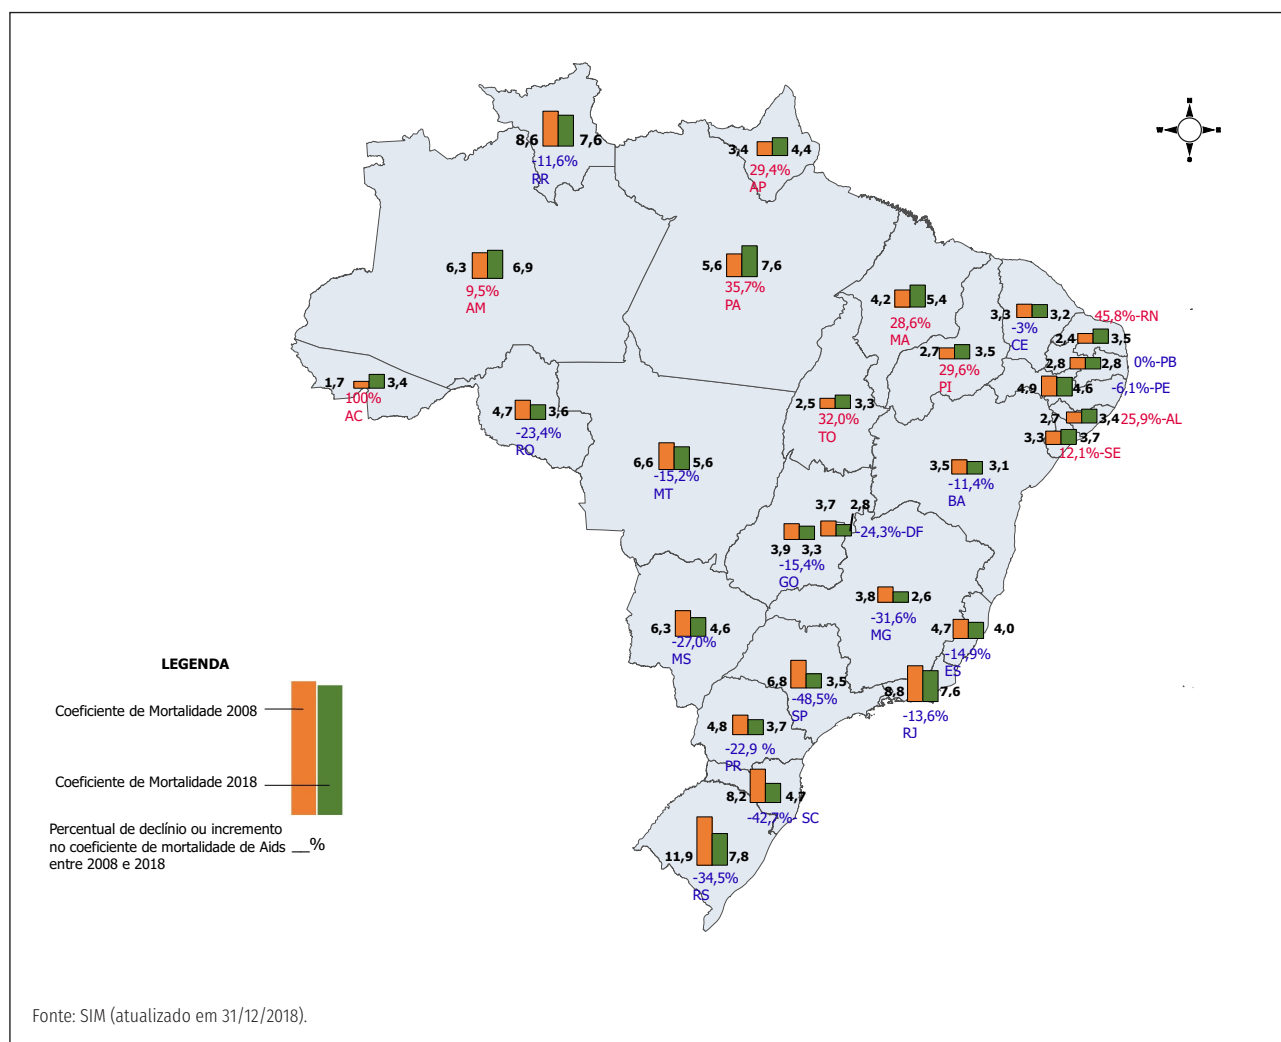 8,6 7,6
-11,6%
RR
3,4 4,4
29,4%
AP
6,3 6,9
9,5%
AM
5,6 7,6
35,7%
PA
4,2 5,4
28,6%
MA
3,3 3,2
-3%
CE
45,8%-RN
2,4 3,5
2,7 3,5
29,6%
PI
2,8 2,8 0%-PB
4,9 4,6 -6,1%-PE
1,7 3,4
100%
AC
4,7 3,6
-23,4%
RO
2,5 3,3
32,0%
TO
2,7 3,4 25,9%-AL
3,3 3,7
12,1%-SE
6,6 5,6
-15,2%
MT
3,5 3,1
-11,4%
BA
3,7 2,8
-24,3%-DF
3,9 3,3
-15,4%
GO
3,8 2,6
-31,6%
MG
6,3 4,6
-27,0%
MS
4,7 4,0
-14,9%
ES
6,8 3,5
-48,5%
SP
8,8 7,6
-13,6%
RJ
4,8 3,7
-22,9 %
PR
8,2 4,7
-42,7%- SC
11,9 7,8
-34,5%
RS
LEGENDA
Coeficiente de Mortalidade 2008
Coeficiente de Mortalidade 2018
Percentual de declínio ou incremento
no coeficiente de mortalidade de Aids __%
entre 2008 e 2018
Fonte: SIM (atualizado em 31/12/2018).